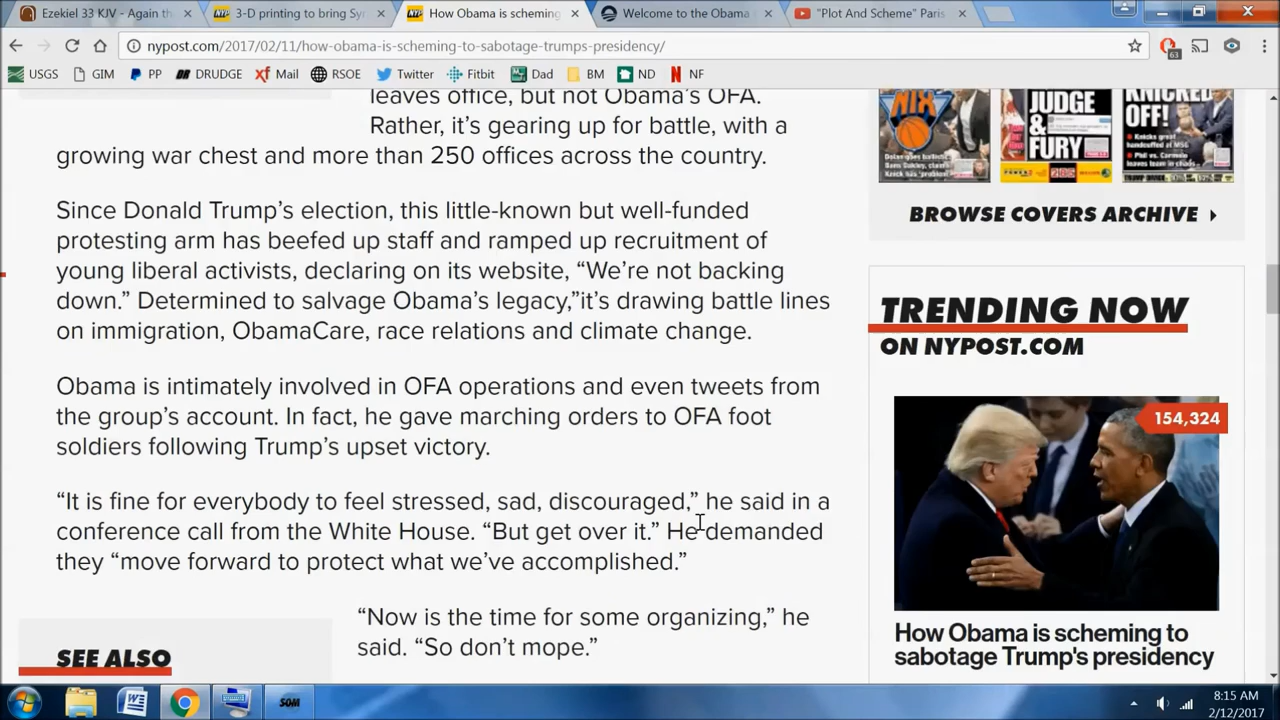 Ezekiel 33 KJV - Again th
3-D printing to bring Sy
How Obama is scheming
Welcome to the Obama
"Plot And Scheme" Paris
nypost.com/2017/02/11/how-obama-is-scheming-to-sabotage-trumps-presidency/
63
USGS GIM PP DRUDGE Mail RSOE Twitter Fitbit Dad BM ND NF
leaves office, but not Obama's OFA.
Rather, it's gearing up for battle, with a
growing war chest and more than 250 offices across the country.
Since Donald Trump's election, this little-known but well-funded
protesting arm has beefed up staff and ramped up recruitment of
young liberal activists, declaring on its website, “We're not backing
down.” Determined to salvage Obama's legacy,”it's drawing battle lines
on immigration, ObamaCare, race relations and climate change.
Obama is intimately involved in OFA operations and even tweets from
the group's account. In fact, he gave marching orders to OFA foot
soldiers following Trump's upset victory.
“It is fine for everybody to feel stressed, sad, discouraged,” he said in a
conference call from the White House. “But get over it.” He demanded
they “move forward to protect what we've accomplished.”
“Now is the time for some organizing,” he
said. “So don't mope.”
SEE ALSO
NIX
JUDGE
&
FURY
KNICKED
OFF!
BROWSE COVERS ARCHIVE
TRENDING NOW
ON NYPOST.COM
154,324
How Obama is scheming to
sabotage Trump's presidency
SOM
8:15 AM
2/12/2017